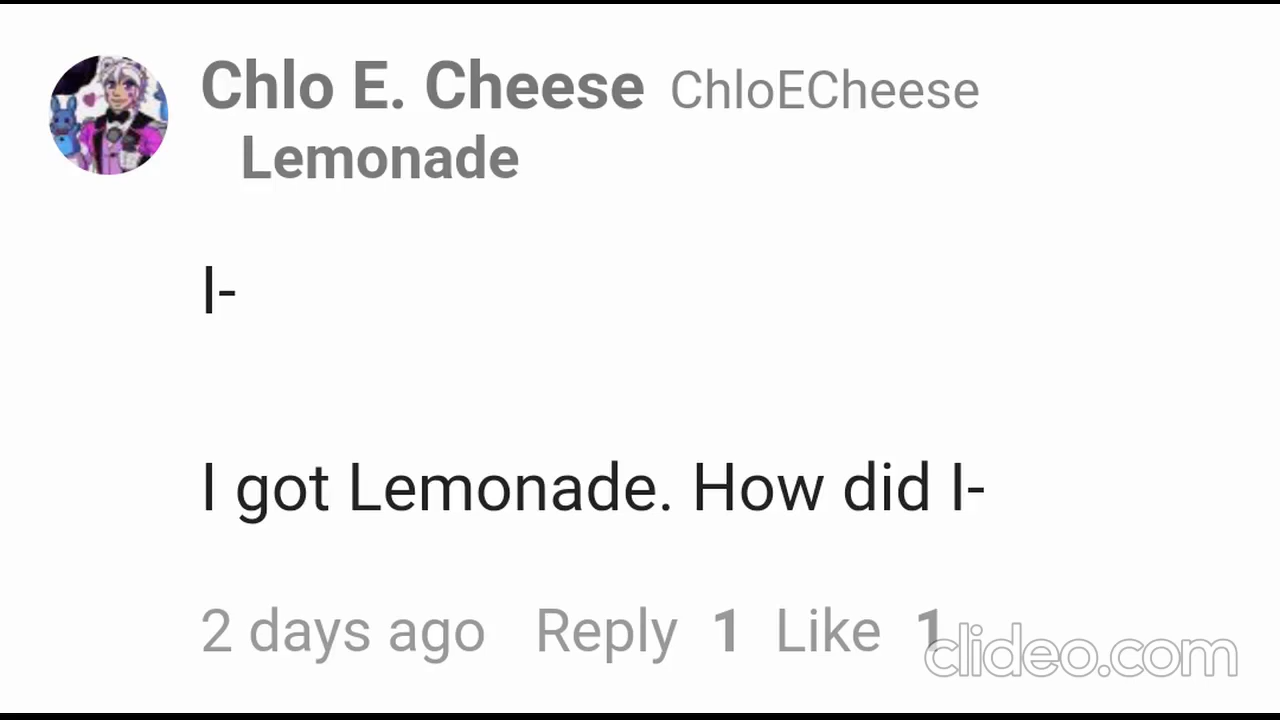 Chlo E. Cheese ChloECheese
Lemonade
I-
I got Lemonade. How did I-
2 days ago Reply 1 Like 1
clideo.com